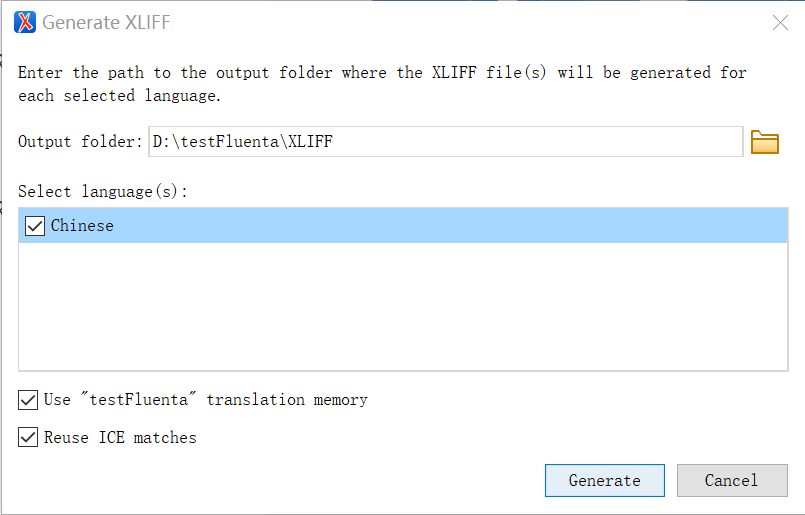 Generate XLIFF
Enter the path to the output folder where the XLIFF file(s) will be generated for
each selected language.
Output folder: D:\testFluenta\XLIFF
Select language(s):
Chinese
Use "testFluenta" translation memory
Reuse ICE matches
Generate Cancel